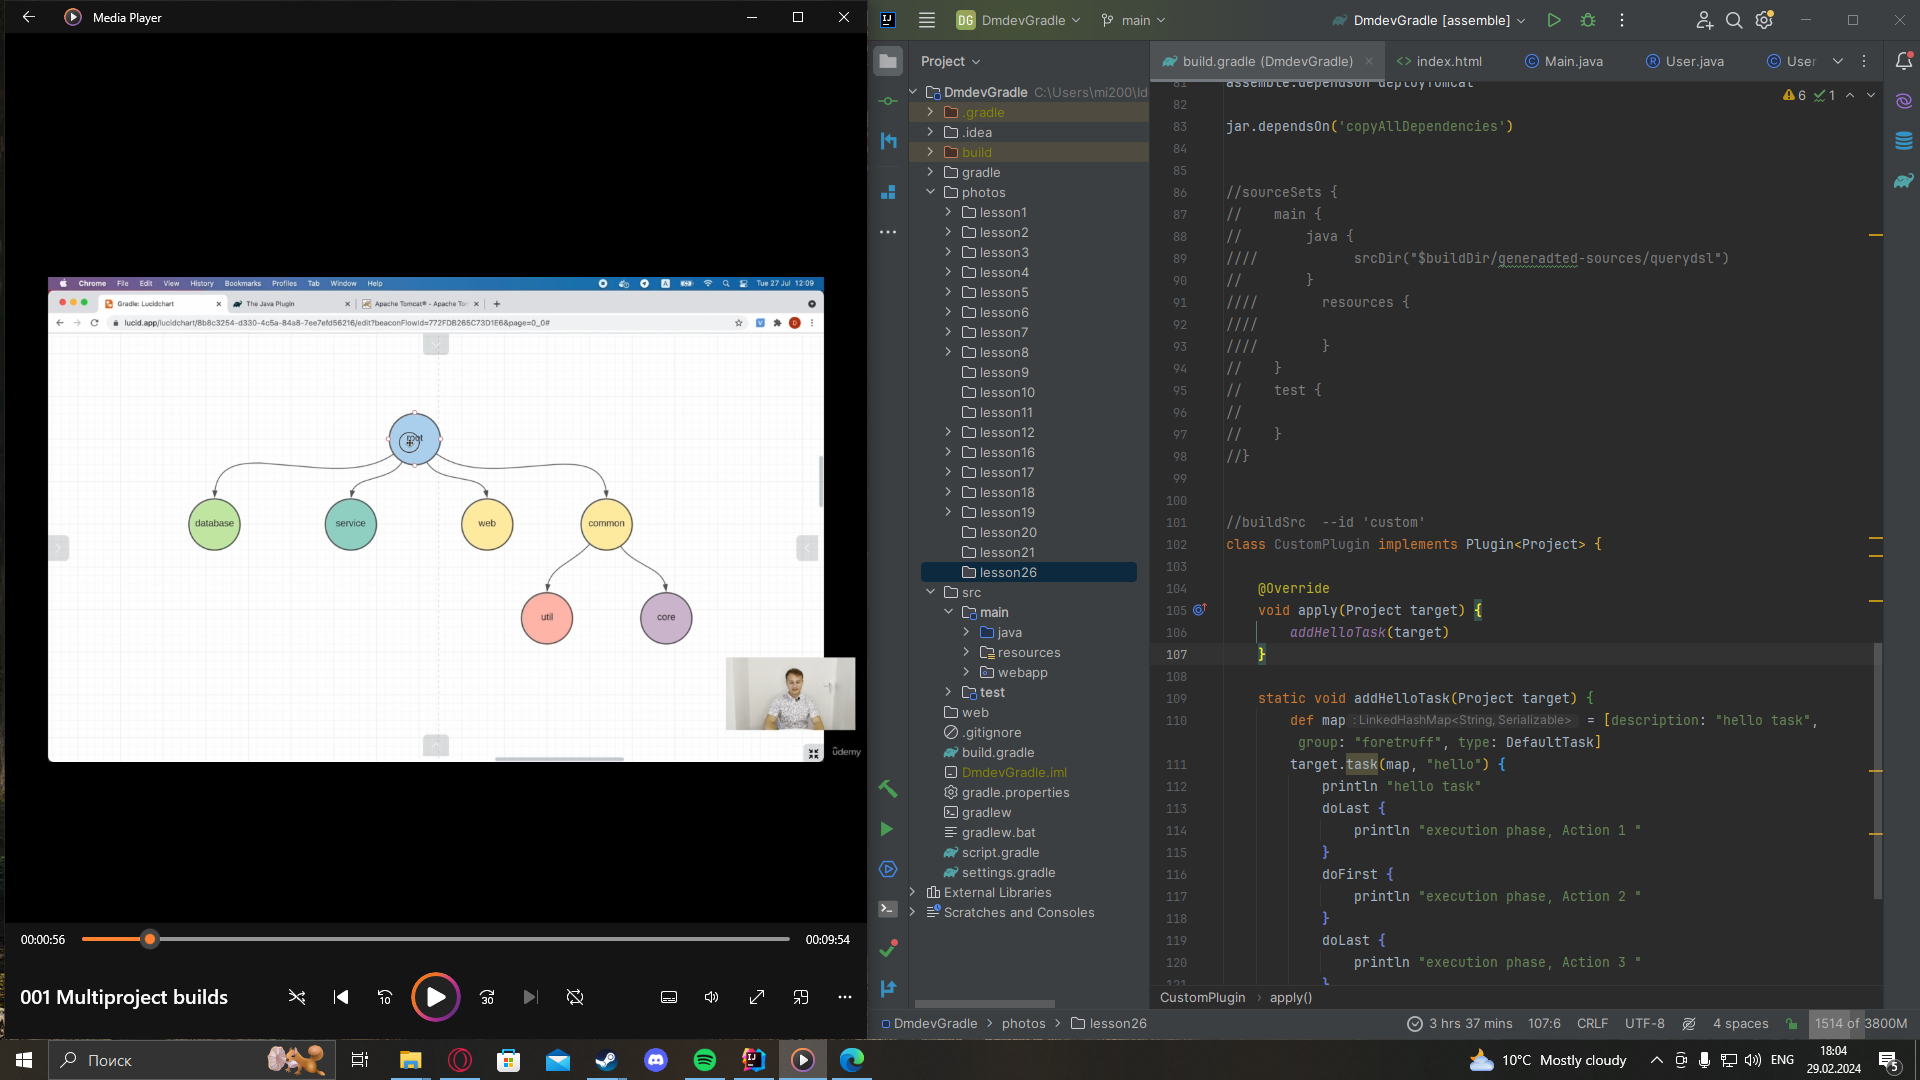 Media Player
Chrome File Edit View History Bookmarks Profiles Tab Window Help
Tue 27 Jul 12:09
Gradle: Lucidchart
The Java Plugin
Apache Tomcat® - Apache Tor
lucid.app/lucidchart/8b8c3254-d330-4c5a-84a8-7ee7efd56216/edit?beaconFlowId=772FDB265C73D1E6&page=0_0#
database
service
web
common
util
core
udemy
00:00:56
00:09:54
001 Multiproject builds
10
30
DG DmdevGradle
main
DmdevGradle [assemble]
Project
build.gradle (DmdevGradle)
index.html
Main.java
User.java
User
DmdevGradle C:\Users\mi200\Id
.gradle
.idea
build
gradle
photos
lesson1
lesson2
lesson3
lesson4
lesson5
lesson6
lesson7
lesson8
lesson9
lesson10
lesson11
lesson12
lesson16
lesson17
lesson18
lesson19
lesson20
lesson21
lesson26
src
main
java
resources
webapp
test
web
.gitignore
build.gradle
DmdevGradle.iml
gradle.properties
gradlew
gradlew.bat
script.gradle
settings.gradle
External Libraries
Scratches and Consoles
6 1
81 assemble.dependsOn deployTomcat
82
83 jar.dependsOn('copyAllDependencies')
84
85
86 //sourceSets {
87 // main {
88 // java {
89 //// srcDir("$buildDir/generadted-sources/querydsl")
90 // }
91 //// resources {
92 ////
93 //// }
94 // }
95 // test {
96 //
97 // }
98 //}
99
100
101 //buildSrc --id 'custom'
102 class CustomPlugin implements Plugin<Project> {
103
104 @Override
105 void apply(Project target) {
106 addHelloTask(target)
107 }
108
109 static void addHelloTask(Project target) {
110 def map : LinkedHashMap<String,Serializable> = [description: "hello task",
group: "foretruff", type: DefaultTask]
111 target.task(map, "hello") {
112 println "hello task"
113 doLast {
114 println "execution phase, Action 1 "
115 }
116 doFirst {
117 println "execution phase, Action 2 "
118 }
119 doLast {
120 println "execution phase, Action 3 "
121 }
CustomPlugin › apply()
DmdevGradle > photos > lesson26
3 hrs 37 mins
107:6
CRLF
UTF-8
4 spaces
1514 of 3800M
Поиск
10°C Mostly cloudy
ENG
18:04
29.02.2024
5